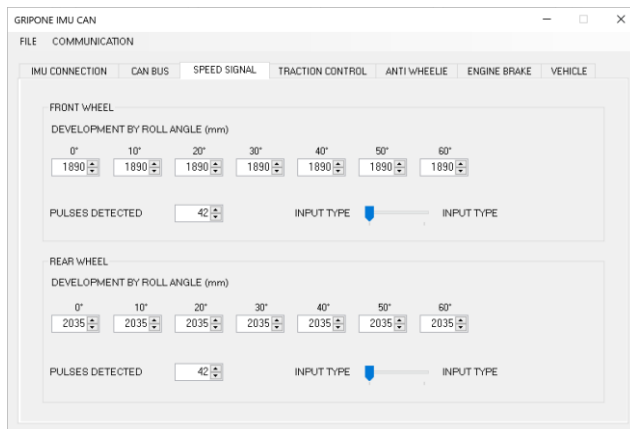 GRIPONE IMU CAN
FILE COMMUNICATION
IMU CONNECTION CAN BUS SPEED SIGNAL TRACTION CONTROL ANTI WHEELIE ENGINE BRAKE VEHICLE
FRONT WHEEL
DEVELOPMENT BY ROLL ANGLE (mm)
0° 10° 20° 30° 40° 50° 60°
1890 1890 1890 1890 1890 1890 1890
PULSES DETECTED 42 INPUT TYPE INPUT TYPE
REAR WHEEL
DEVELOPMENT BY ROLL ANGLE (mm)
0° 10° 20° 30° 40° 50° 60°
2035 2035 2035 2035 2035 2035 2035
PULSES DETECTED 42 INPUT TYPE INPUT TYPE